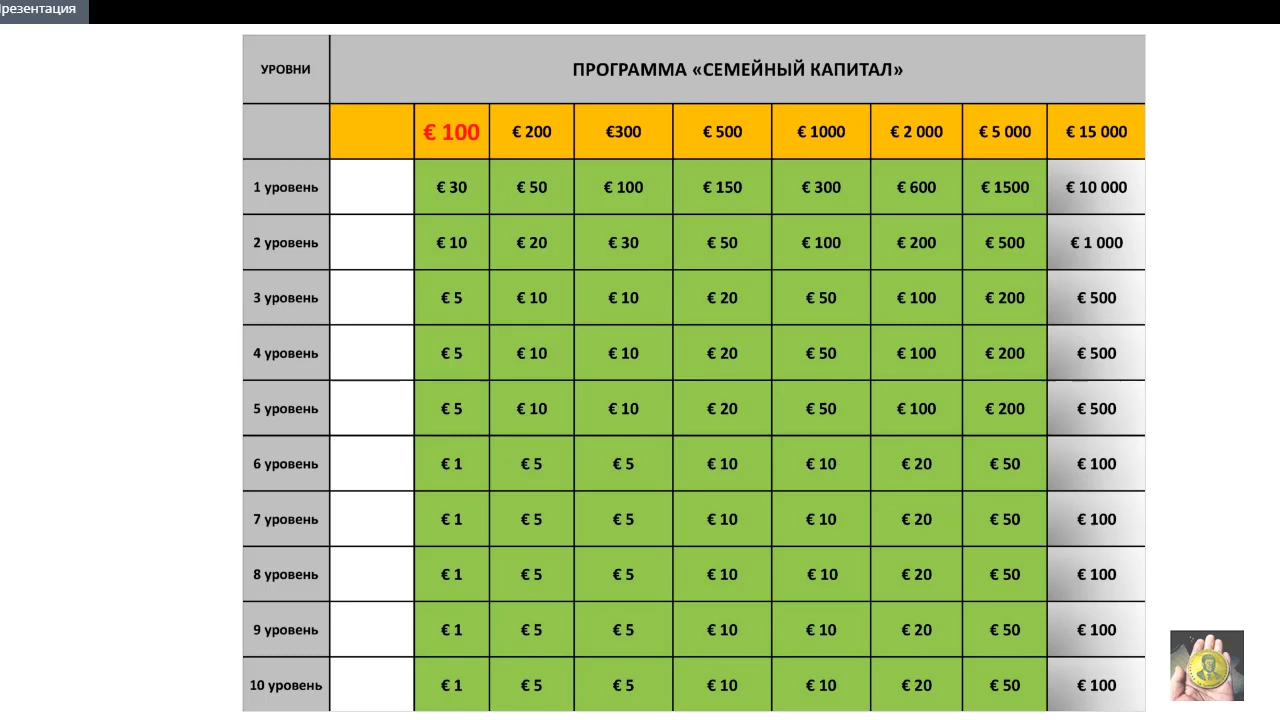 Презентация
УРОВНИ ПРОГРАММА «СЕМЕЙНЫЙ КАПИТАЛ»
€ 100 € 200 €300 € 500 € 1000 € 2 000 € 5 000 € 15 000
1 уровень € 30 € 50 € 100 € 150 € 300 € 600 € 1500 € 10 000
2 уровень € 10 € 20 € 30 € 50 € 100 € 200 € 500 € 1 000
3 уровень € 5 € 10 € 10 € 20 € 50 € 100 € 200 € 500
4 уровень € 5 € 10 € 10 € 20 € 50 € 100 € 200 € 500
5 уровень € 5 € 10 € 10 € 20 € 50 € 100 € 200 € 500
6 уровень € 1 € 5 € 5 € 10 € 10 € 20 € 50 € 100
7 уровень € 1 € 5 € 5 € 10 € 10 € 20 € 50 € 100
8 уровень € 1 € 5 € 5 € 10 € 10 € 20 € 50 € 100
9 уровень € 1 € 5 € 5 € 10 € 10 € 20 € 50 € 100
10 уровень € 1 € 5 € 5 € 10 € 10 € 20 € 50 € 100